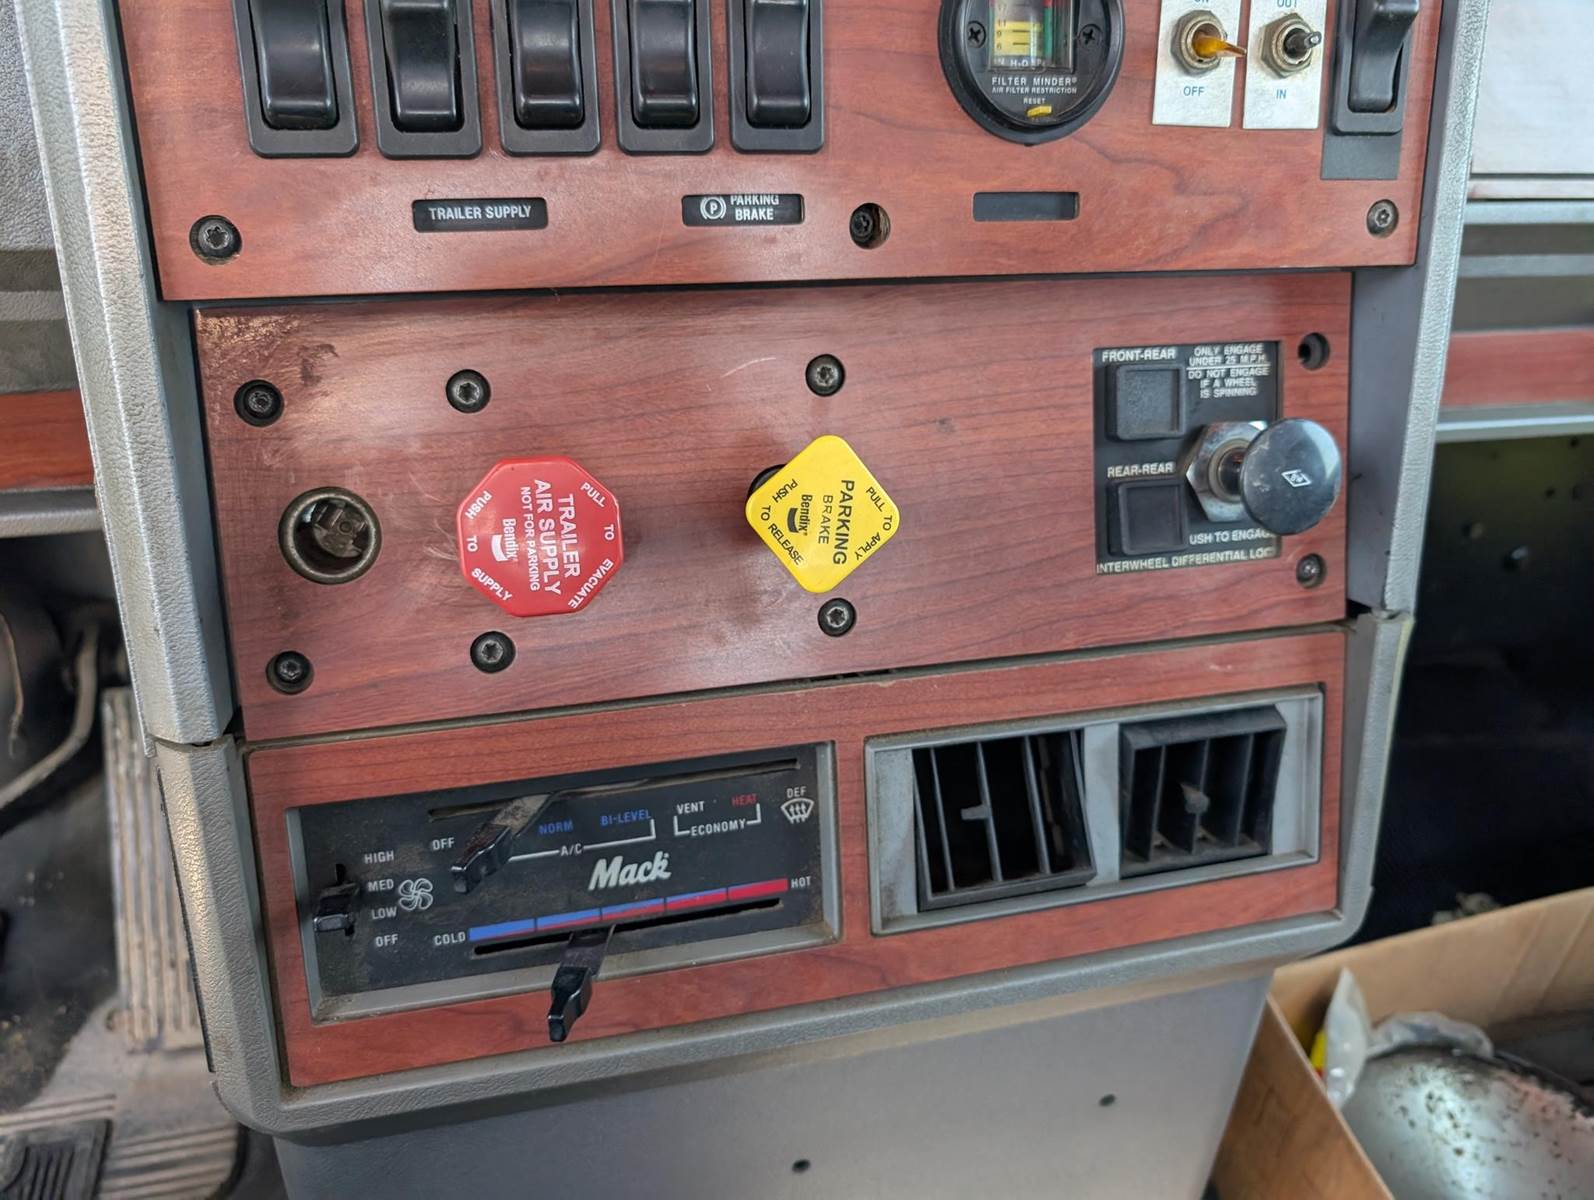 ON
OUT
FILTER MINDER®
AIR FILTER RESTRICTION
RESET
OFF
IN
TRAILER SUPPLY
P PARKING
BRAKE
FRONT-REAR
ONLY ENGAGE
UNDER 25 M.P.H.
DO NOT ENGAGE
IF A WHEEL
IS SPINNING
REAR-REAR
USH TO ENGAG
INTERWHEEL DIFFERENTIAL LOC
PULL TO EVACUATE
TRAILER
AIR SUPPLY
NOT FOR PARKING
Bendix
PUSH TO SUPPLY
PULL TO APPLY
PARKING
BRAKE
Bendix
PUSH TO RELEASE
OFF
NORM
BI-LEVEL
A/C
VENT
HEAT
ECONOMY
DEF
Mack
HIGH
MED
LOW
OFF
COLD
HOT